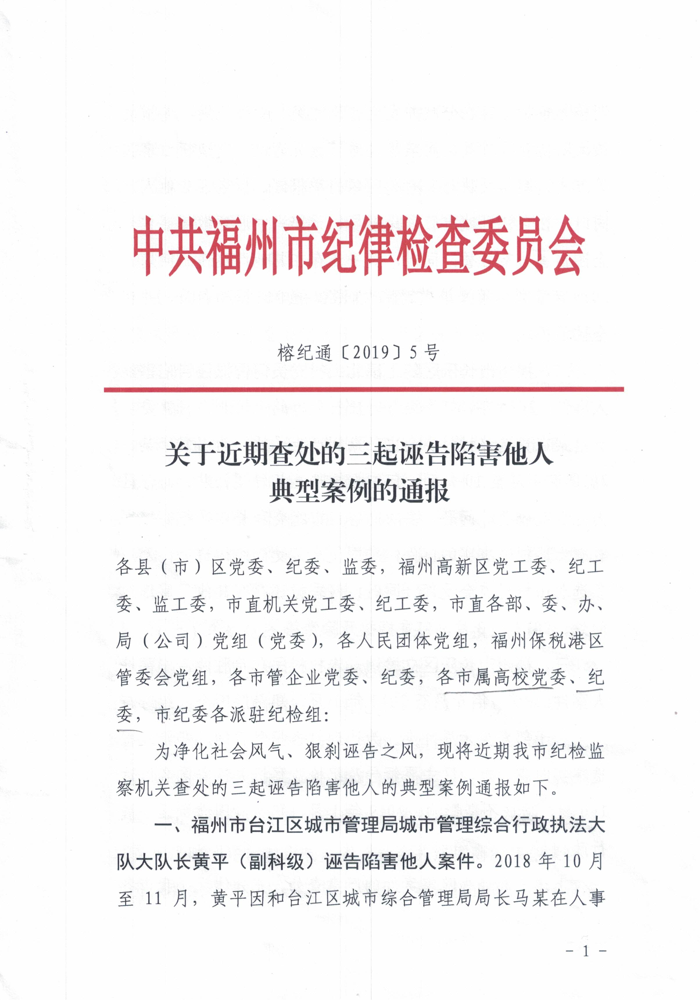 中共福州市纪律检查委员会
榕纪通〔2019〕5 号
关于近期查处的三起诬告陷害他人
典型案例的通报
各县（市）区党委、纪委、监委，福州高新区党工委、纪工
委、监工委，市直机关党工委、纪工委，市直各部、委、办、
局（公司）党组（党委），各人民团体党组，福州保税港区
管委会党组，各市管企业党委、纪委，各市属高校党委、纪
委，市纪委各派驻纪检组：
为净化社会风气、狠刹诬告之风，现将近期我市纪检监
察机关查处的三起诬告陷害他人的典型案例通报如下。
一、福州市台江区城市管理局城市管理综合行政执法大
队大队长黄平（副科级）诬告陷害他人案件。2018 年 10 月
至 11 月，黄平因和台江区城市综合管理局局长马某在人事
- 1 -